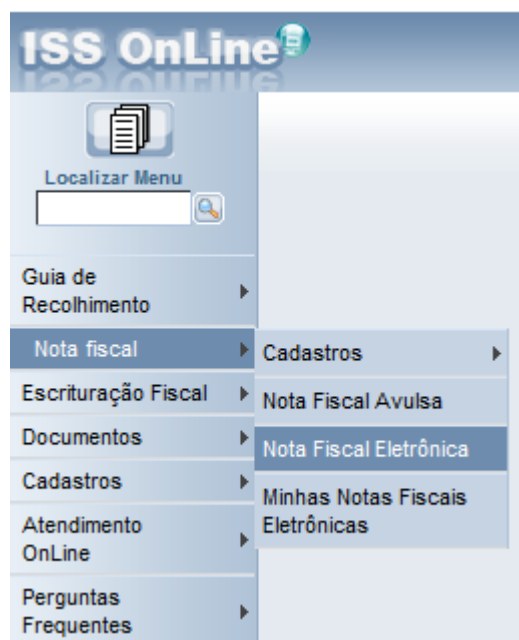 ISS OnLine
Localizar Menu
Guia de
Recolhimento
Nota fiscal
Cadastros
Escrituração Fiscal
Nota Fiscal Avulsa
Documentos
Nota Fiscal Eletrônica
Cadastros
Minhas Notas Fiscais
Eletrônicas
Atendimento
OnLine
Perguntas
Frequentes